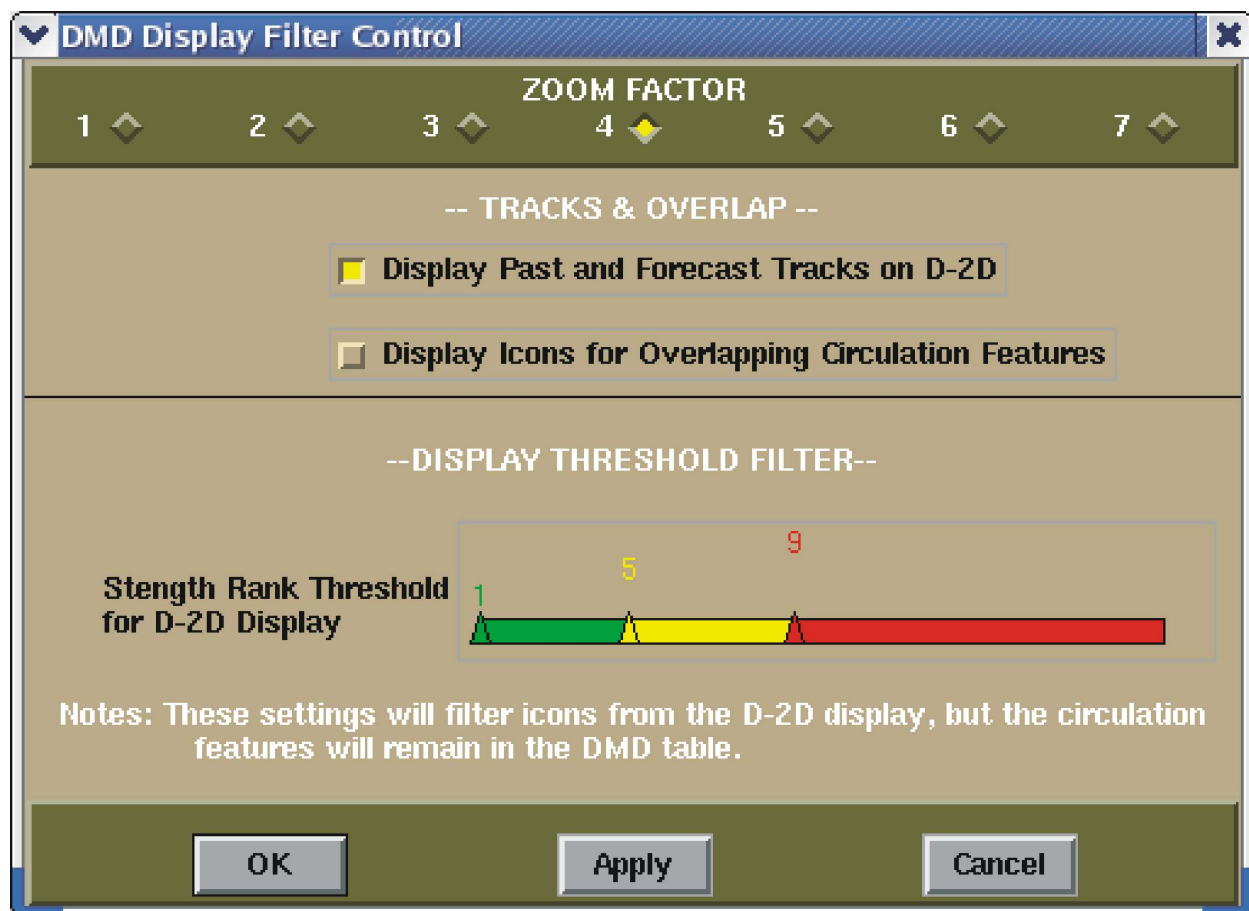 DMD Display Filter Control
ZOOM FACTOR
1 2 3 4 5 6 7
-- TRACKS & OVERLAP --
Display Past and Forecast Tracks on D-2D
Display Icons for Overlapping Circulation Features
--DISPLAY THRESHOLD FILTER--
9
5
1
Stength Rank Threshold
for D-2D Display
Notes: These settings will filter icons from the D-2D display, but the circulation
features will remain in the DMD table.
OK Apply Cancel